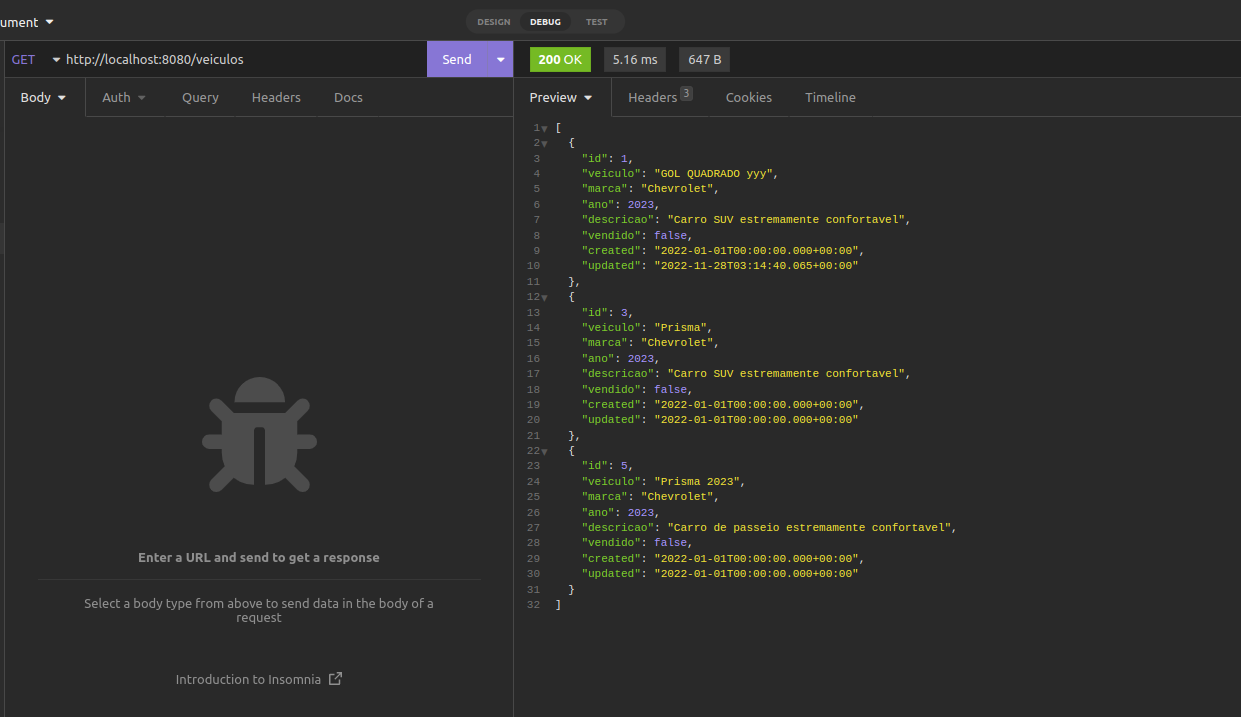 ument
DESIGN DEBUG TEST
GET http://localhost:8080/veiculos Send 200 OK 5.16 ms 647 B
Body Auth Query Headers Docs
Preview Headers 3 Cookies Timeline
Enter a URL and send to get a response
Select a body type from above to send data in the body of a
request
Introduction to Insomnia
1 [
2 {
3 "id": 1,
4 "veiculo": "GOL QUADRADO yyy",
5 "marca": "Chevrolet",
6 "ano": 2023,
7 "descricao": "Carro SUV estremamente confortavel",
8 "vendido": false,
9 "created": "2022-01-01T00:00:00.000+00:00",
10 "updated": "2022-11-28T03:14:40.065+00:00"
11 },
12 {
13 "id": 3,
14 "veiculo": "Prisma",
15 "marca": "Chevrolet",
16 "ano": 2023,
17 "descricao": "Carro SUV estremamente confortavel",
18 "vendido": false,
19 "created": "2022-01-01T00:00:00.000+00:00",
20 "updated": "2022-01-01T00:00:00.000+00:00"
21 },
22 {
23 "id": 5,
24 "veiculo": "Prisma 2023",
25 "marca": "Chevrolet",
26 "ano": 2023,
27 "descricao": "Carro de passeio estremamente confortavel",
28 "vendido": false,
29 "created": "2022-01-01T00:00:00.000+00:00",
30 "updated": "2022-01-01T00:00:00.000+00:00"
31 }
32 ]